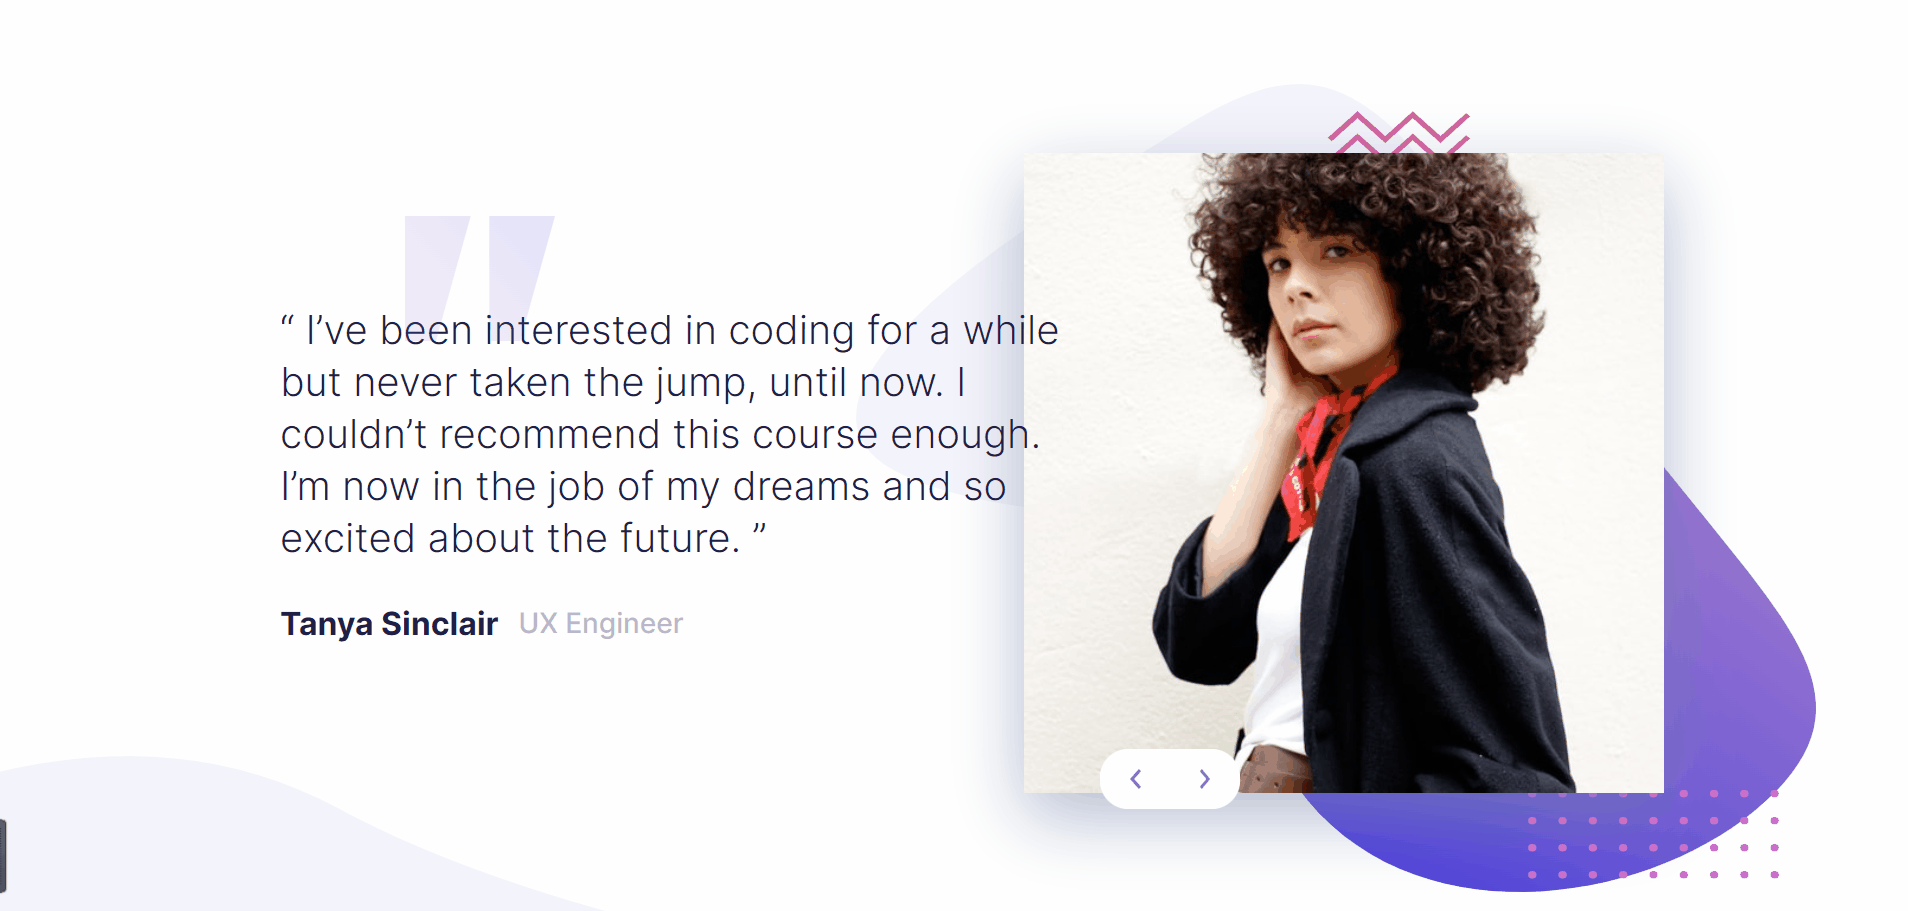 “ I’ve been interested in coding for a while
but never taken the jump, until now. I
couldn’t recommend this course enough.
I’m now in the job of my dreams and so
excited about the future. ”
Tanya Sinclair UX Engineer